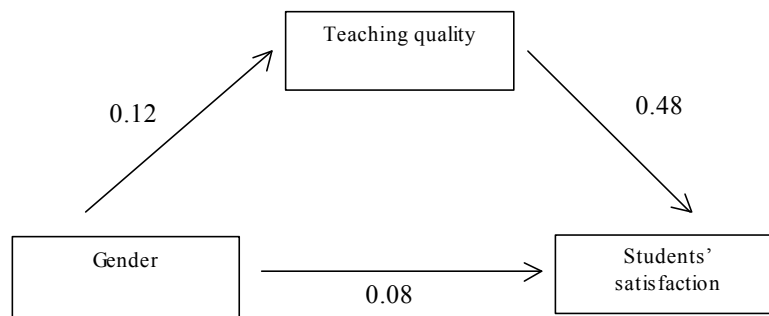 Teaching quality
0.12
0.48
Gender
Students’
satisfaction
0.08